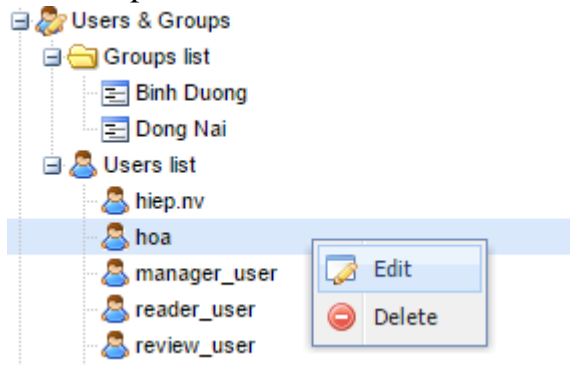 Users & Groups
Groups list
Binh Duong
Dong Nai
Users list
hiep.nv
hoa
manager_user
Edit
reader_user
Delete
review_user